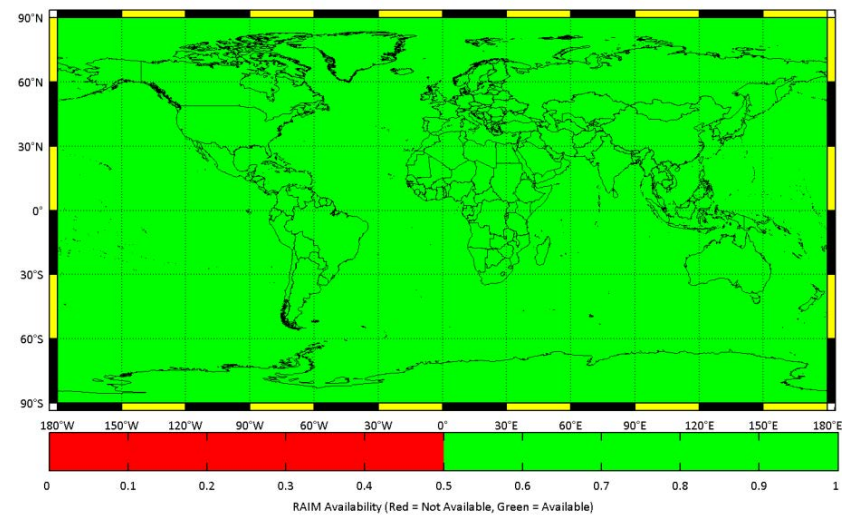 90°N
60°N
30°N
0°
30°S
60°S
90°S
180°W 150°W 120°W 90°W 60°W 30°W 0° 30°E 60°E 90°E 120°E 150°E 180°E
0 0.1 0.2 0.3 0.4 0.5 0.6 0.7 0.8 0.9 1
RAIM Availability (Red = Not Available, Green = Available)